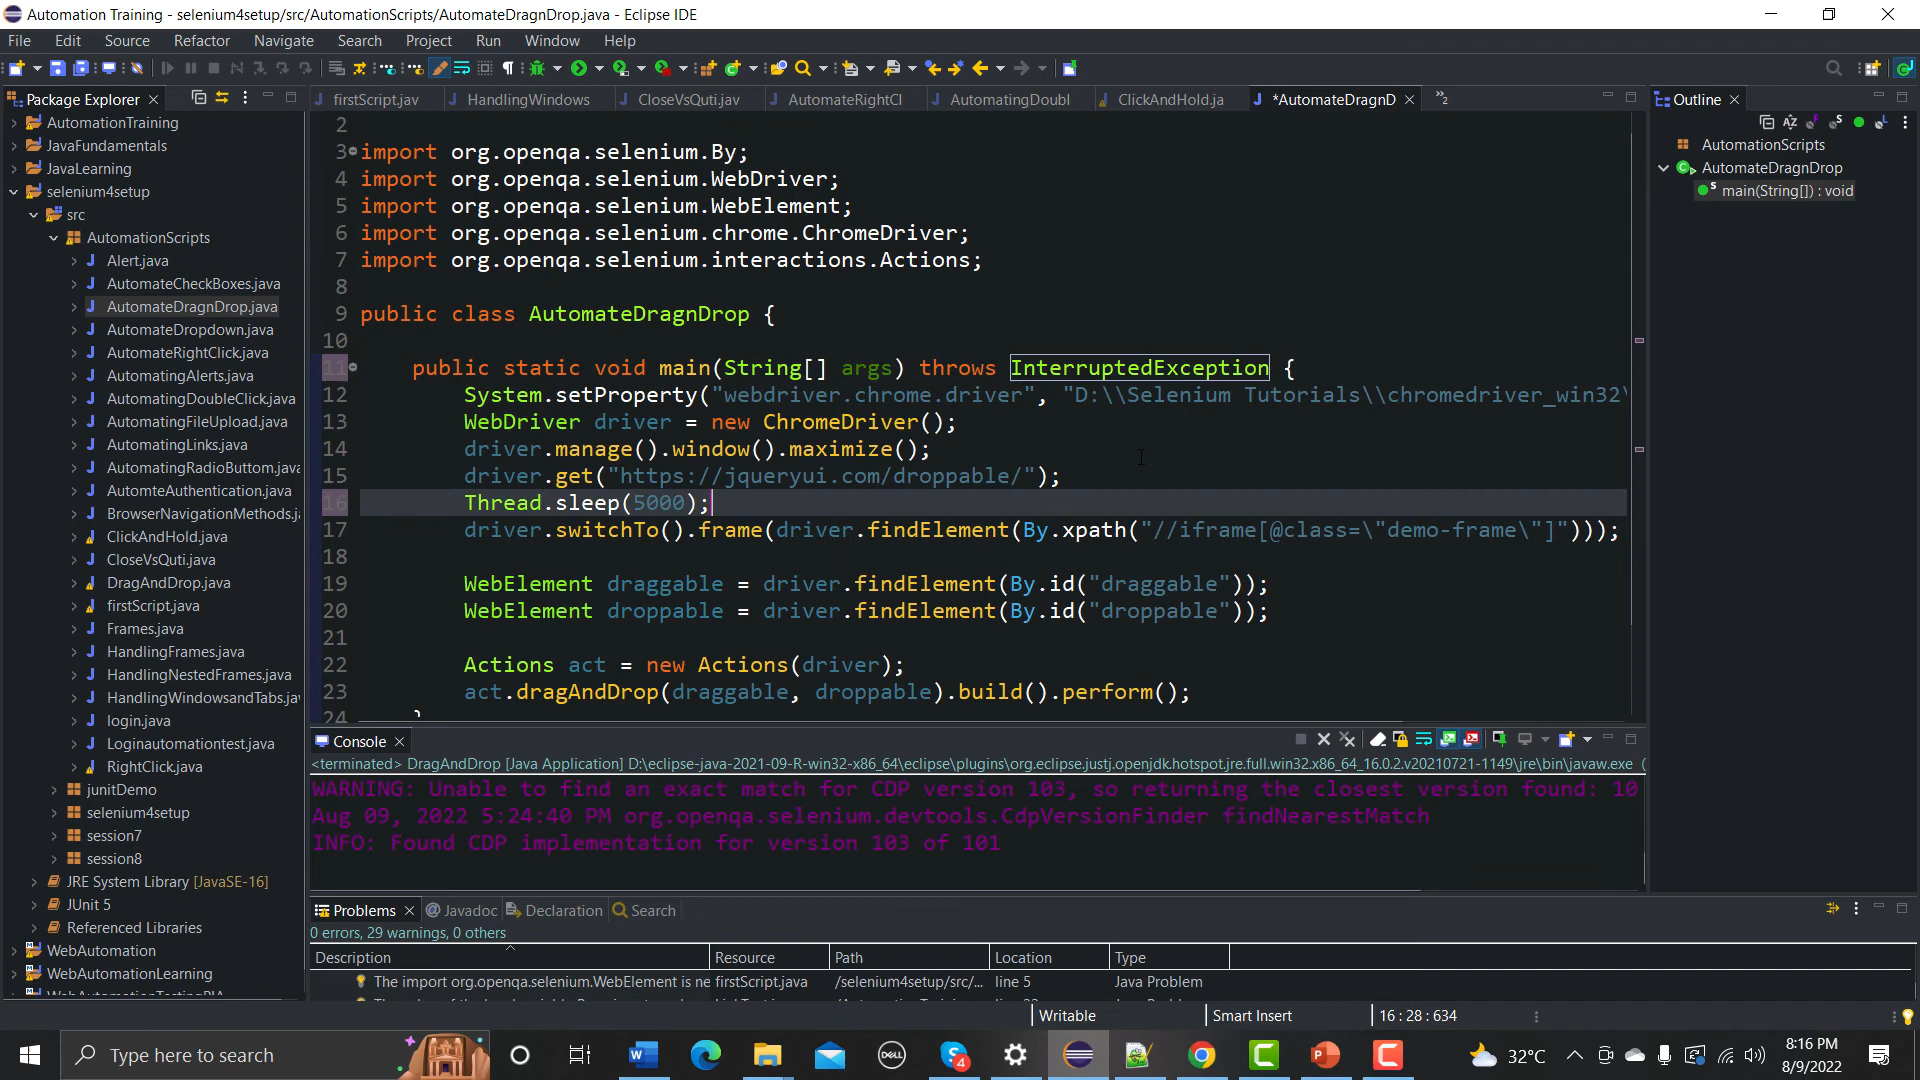 Automation Training - selenium4setup/src/AutomationScripts/AutomateDragnDrop.java - Eclipse IDE
File Edit Source Refactor Navigate Search Project Run Window Help
Package Explorer
AutomationTraining
JavaFundamentals
JavaLearning
selenium4setup
src
AutomationScripts
Alert.java
AutomateCheckBoxes.java
AutomateDragnDrop.java
AutomateDropdown.java
AutomateRightClick.java
AutomatingAlerts.java
AutomatingDoubleClick.java
AutomatingFileUpload.java
AutomatingLinks.java
AutomatingRadioButtom.java
AutomteAuthentication.java
BrowserNavigationMethods.ja
ClickAndHold.java
CloseVsQuti.java
DragAndDrop.java
firstScript.java
Frames.java
HandlingFrames.java
HandlingNestedFrames.java
HandlingWindowsandTabs.jav
login.java
Loginautomationtest.java
RightClick.java
junitDemo
selenium4setup
session7
session8
JRE System Library [JavaSE-16]
JUnit 5
Referenced Libraries
WebAutomation
WebAutomationLearning
firstScript.jav HandlingWindows CloseVsQuti.jav AutomateRightCl AutomatingDoubl ClickAndHold.ja *AutomateDragnD »2
2
3 import org.openqa.selenium.By;
4 import org.openqa.selenium.WebDriver;
5 import org.openqa.selenium.WebElement;
6 import org.openqa.selenium.chrome.ChromeDriver;
7 import org.openqa.selenium.interactions.Actions;
8
9 public class AutomateDragnDrop {
10
11 public static void main(String[] args) throws InterruptedException {
12 System.setProperty("webdriver.chrome.driver", "D:\\Selenium Tutorials\\chromedriver_win32\
13 WebDriver driver = new ChromeDriver();
14 driver.manage().window().maximize();
15 driver.get("https://jqueryui.com/droppable/");
16 Thread.sleep(5000);
17 driver.switchTo().frame(driver.findElement(By.xpath("//iframe[@class=\"demo-frame\"]")));
18
19 WebElement draggable = driver.findElement(By.id("draggable"));
20 WebElement droppable = driver.findElement(By.id("droppable"));
21
22 Actions act = new Actions(driver);
23 act.dragAndDrop(draggable, droppable).build().perform();
24 }
Outline
AutomationScripts
AutomateDragnDrop
main(String[]) : void
Console
<terminated> DragAndDrop [Java Application] D:\eclipse-java-2021-09-R-win32-x86_64\eclipse\plugins\org.eclipse.justj.openjdk.hotspot.jre.full.win32.x86_64_16.0.2.v20210721-1149\jre\bin\javaw.exe (
WARNING: Unable to find an exact match for CDP version 103, so returning the closest version found: 10
Aug 09, 2022 5:24:40 PM org.openqa.selenium.devtools.CdpVersionFinder findNearestMatch
INFO: Found CDP implementation for version 103 of 101
Problems @ Javadoc Declaration Search
0 errors, 29 warnings, 0 others
Description Resource Path Location Type
The import org.openqa.selenium.WebElement is ne firstScript.java /selenium4setup/src/... line 5 Java Problem
Writable Smart Insert 16 : 28 : 634
Type here to search
32°C
8:16 PM
8/9/2022